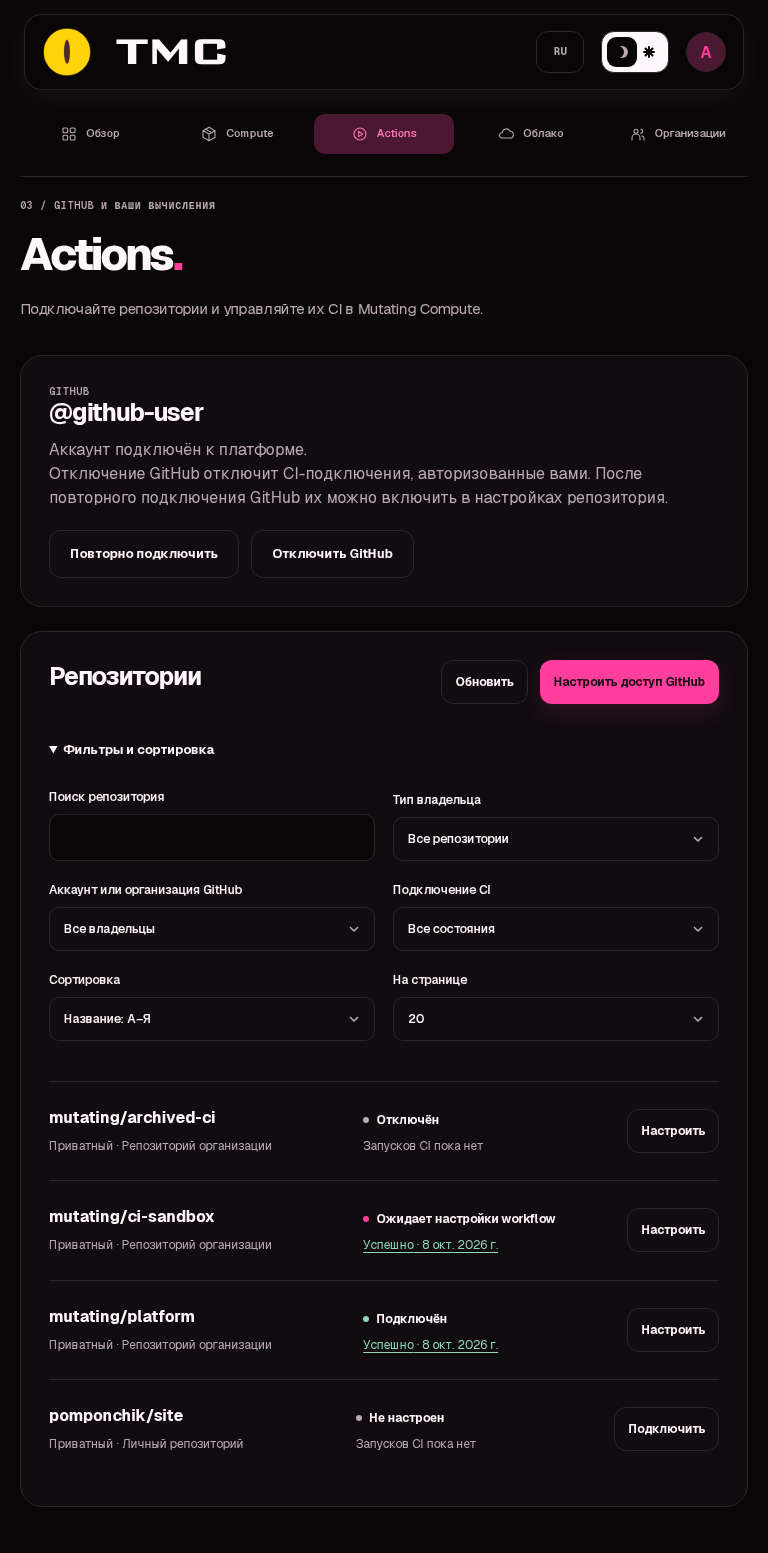 TMC
RU
A
Обзор
Compute
Actions
Облако
Организации
03 / GITHUB И ВАШИ ВЫЧИСЛЕНИЯ
Actions.
Подключайте репозитории и управляйте их CI в Mutating Compute.
GITHUB
@github-user
Аккаунт подключён к платформе.
Отключение GitHub отключит CI-подключения, авторизованные вами. После
повторного подключения GitHub их можно включить в настройках репозитория.
Повторно подключить
Отключить GitHub
Репозитории
Обновить
Настроить доступ GitHub
Фильтры и сортировка
Поиск репозитория
Тип владельца
Все репозитории
Аккаунт или организация GitHub
Подключение CI
Все владельцы
Все состояния
Сортировка
На странице
Название: А–Я
20
mutating/archived-ci
Отключён
Настроить
Приватный · Репозиторий организации
Запусков CI пока нет
mutating/ci-sandbox
Ожидает настройки workflow
Настроить
Приватный · Репозиторий организации
Успешно · 8 окт. 2026 г.
mutating/platform
Подключён
Настроить
Приватный · Репозиторий организации
Успешно · 8 окт. 2026 г.
pomponchik/site
Не настроен
Подключить
Приватный · Личный репозиторий
Запусков CI пока нет